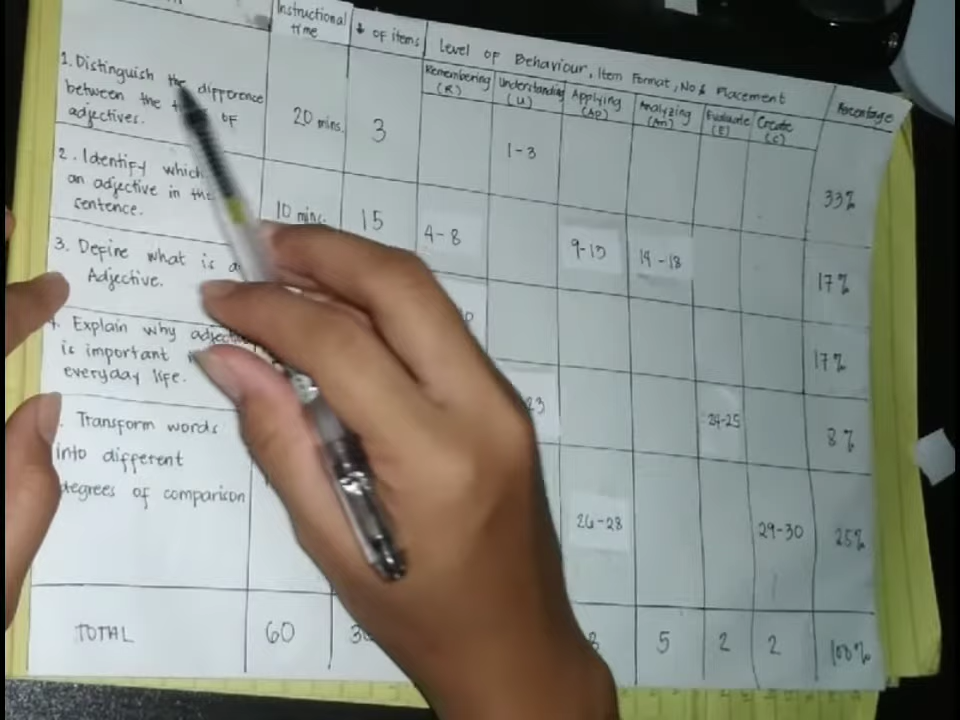 Instructional
time
# of items
Level of Behaviour, Item Format, No & Placement
Percentage
Remembering
(R)
Understanding
(U)
Applying
(AP)
Analyzing
(An)
Evaluate
(E)
Create
(C)
1. Distinguish the difference
between the of
adjectives.
20 mins.
3
1-3
33%
2. Identify which
an adjective in the
sentence.
10 mins.
15
4-8
9-13
14-18
17%
3. Define what is
Adjective.
17%
4. Explain why
is important
everyday life.
24-25
8%
Transform words
into different
degrees of comparison
26-28
29-30
25%
TOTAL
60
5
2
2
100%